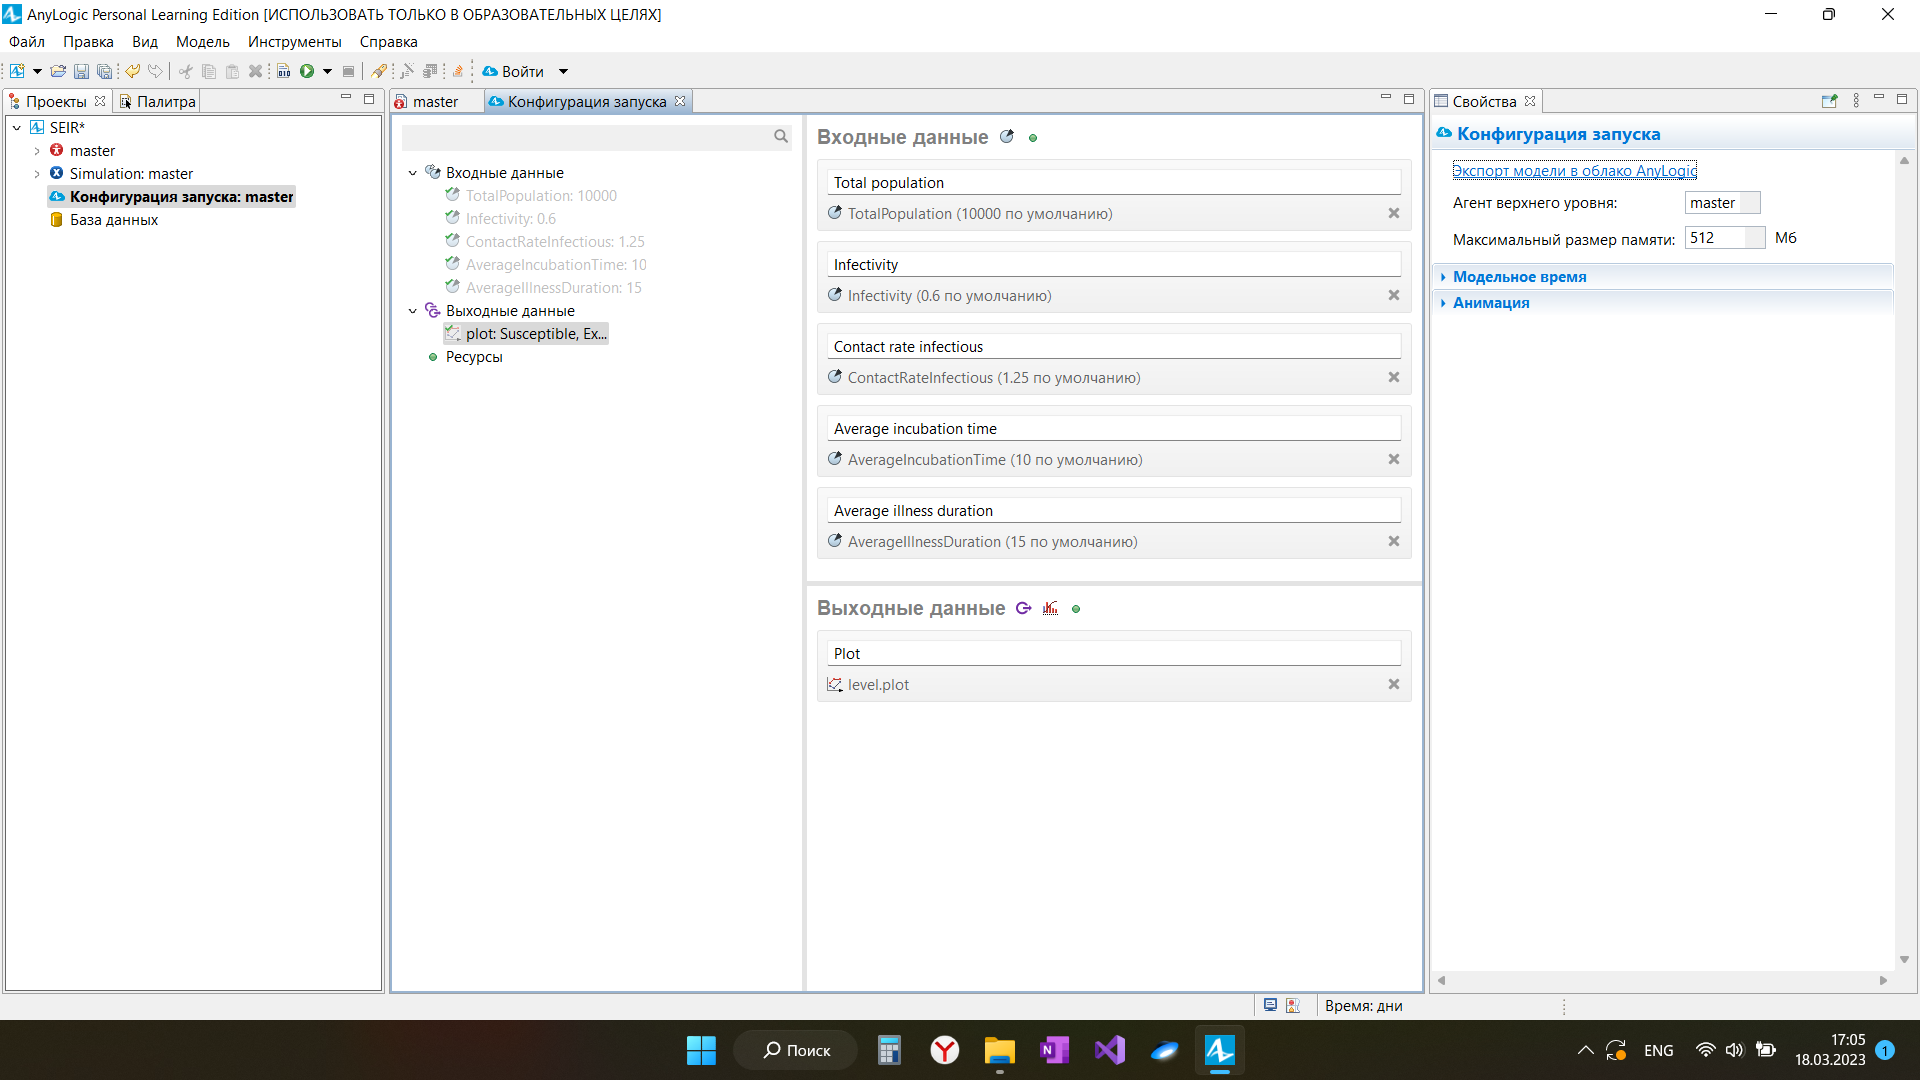 AnyLogic Personal Learning Edition [ИСПОЛЬЗОВАТЬ ТОЛЬКО В ОБРАЗОВАТЕЛЬНЫХ ЦЕЛЯХ]
Файл Правка Вид Модель Инструменты Справка
Войти
Проекты Палитра
SEIR*
master
Simulation: master
Конфигурация запуска: master
База данных
master Конфигурация запуска
Входные данные
TotalPopulation: 10000
Infectivity: 0.6
ContactRateInfectious: 1.25
AverageIncubationTime: 10
AverageIllnessDuration: 15
Выходные данные
plot: Susceptible, Ex...
Ресурсы
Входные данные
Total population
TotalPopulation (10000 по умолчанию)
Infectivity
Infectivity (0.6 по умолчанию)
Contact rate infectious
ContactRateInfectious (1.25 по умолчанию)
Average incubation time
AverageIncubationTime (10 по умолчанию)
Average illness duration
AverageIllnessDuration (15 по умолчанию)
Выходные данные
Plot
level.plot
Свойства
Конфигурация запуска
Экспорт модели в облако AnyLogic
Агент верхнего уровня: master
Максимальный размер памяти: 512 Мб
Модельное время
Анимация
Время: дни
Поиск
ENG
17:05
18.03.2023
1